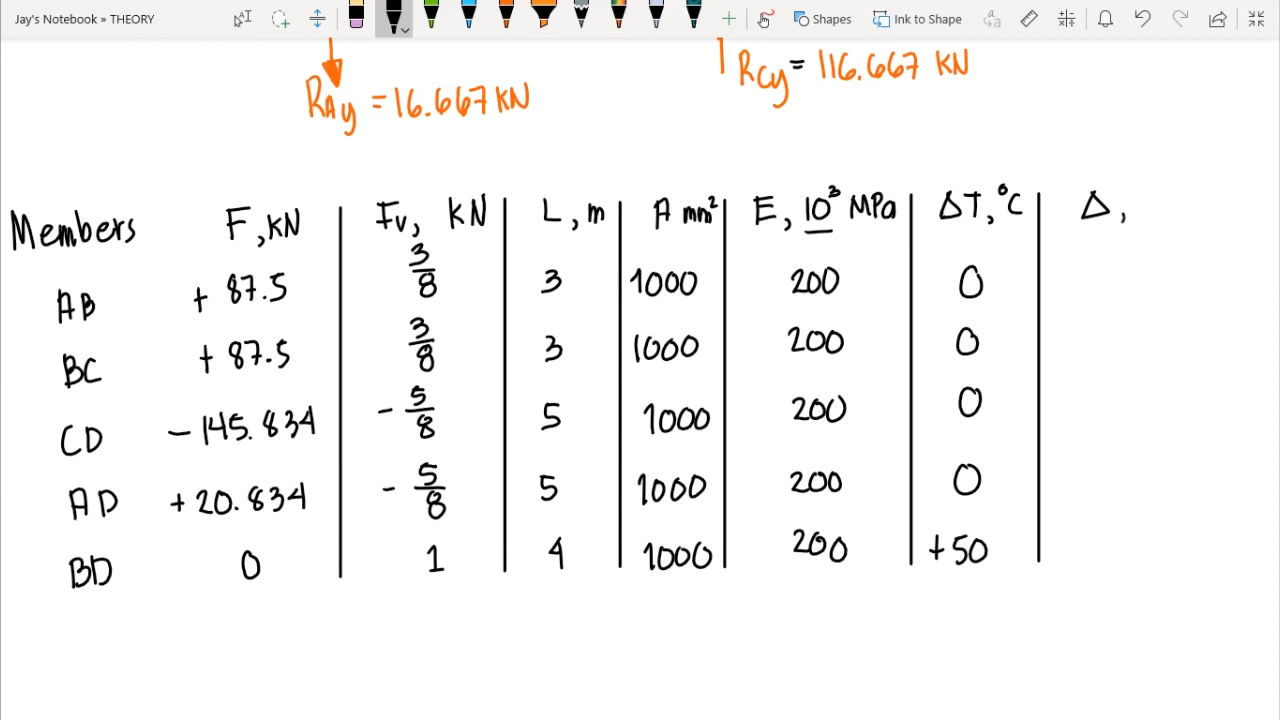 Jay's Notebook » THEORY
Shapes
Ink to Shape
RAy = 16.667 KN
RCy = 116.667 KN
Members F, KN Fv, KN L, m A mm² E, 10³ MPa ΔT, °C Δ,
AB + 87.5 3/8 3 1000 200 0
BC + 87.5 3/8 3 1000 200 0
CD - 145.834 - 5/8 5 1000 200 0
AD + 20.834 - 5/8 5 1000 200 0
BD 0 1 4 1000 200 +50